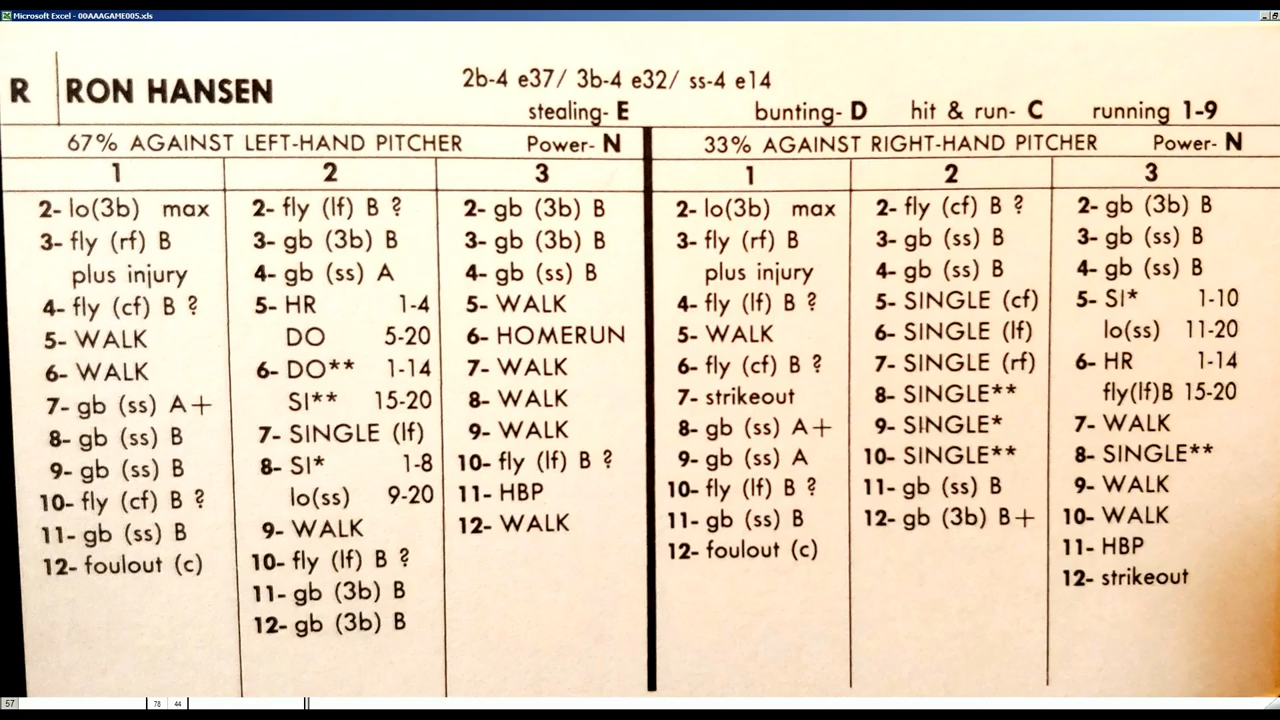 Microsoft Excel - 00AAAGAME005.xls
R RON HANSEN
2b-4 e37/ 3b-4 e32/ ss-4 e14
stealing- E bunting- D hit & run- C running 1-9
67% AGAINST LEFT-HAND PITCHER Power- N
1
2- lo(3b) max
3- fly (rf) B
plus injury
4- fly (cf) B ?
5- WALK
6- WALK
7- gb (ss) A+
8- gb (ss) B
9- gb (ss) B
10- fly (cf) B ?
11- gb (ss) B
12- foulout (c)
2
2- fly (lf) B ?
3- gb (3b) B
4- gb (ss) A
5- HR 1-4
DO 5-20
6- DO** 1-14
SI** 15-20
7- SINGLE (lf)
8- SI* 1-8
lo(ss) 9-20
9- WALK
10- fly (lf) B ?
11- gb (3b) B
12- gb (3b) B
3
2- gb (3b) B
3- gb (3b) B
4- gb (ss) B
5- WALK
6- HOMERUN
7- WALK
8- WALK
9- WALK
10- fly (lf) B ?
11- HBP
12- WALK
33% AGAINST RIGHT-HAND PITCHER Power- N
1
2- lo(3b) max
3- fly (rf) B
plus injury
4- fly (lf) B ?
5- WALK
6- fly (cf) B ?
7- strikeout
8- gb (ss) A+
9- gb (ss) A
10- fly (lf) B ?
11- gb (ss) B
12- foulout (c)
2
2- fly (cf) B ?
3- gb (ss) B
4- gb (ss) B
5- SINGLE (cf)
6- SINGLE (lf)
7- SINGLE (rf)
8- SINGLE**
9- SINGLE*
10- SINGLE**
11- gb (ss) B
12- gb (3b) B+
3
2- gb (3b) B
3- gb (ss) B
4- gb (ss) B
5- SI* 1-10
lo(ss) 11-20
6- HR 1-14
fly(lf)B 15-20
7- WALK
8- SINGLE**
9- WALK
10- WALK
11- HBP
12- strikeout
57 78 44